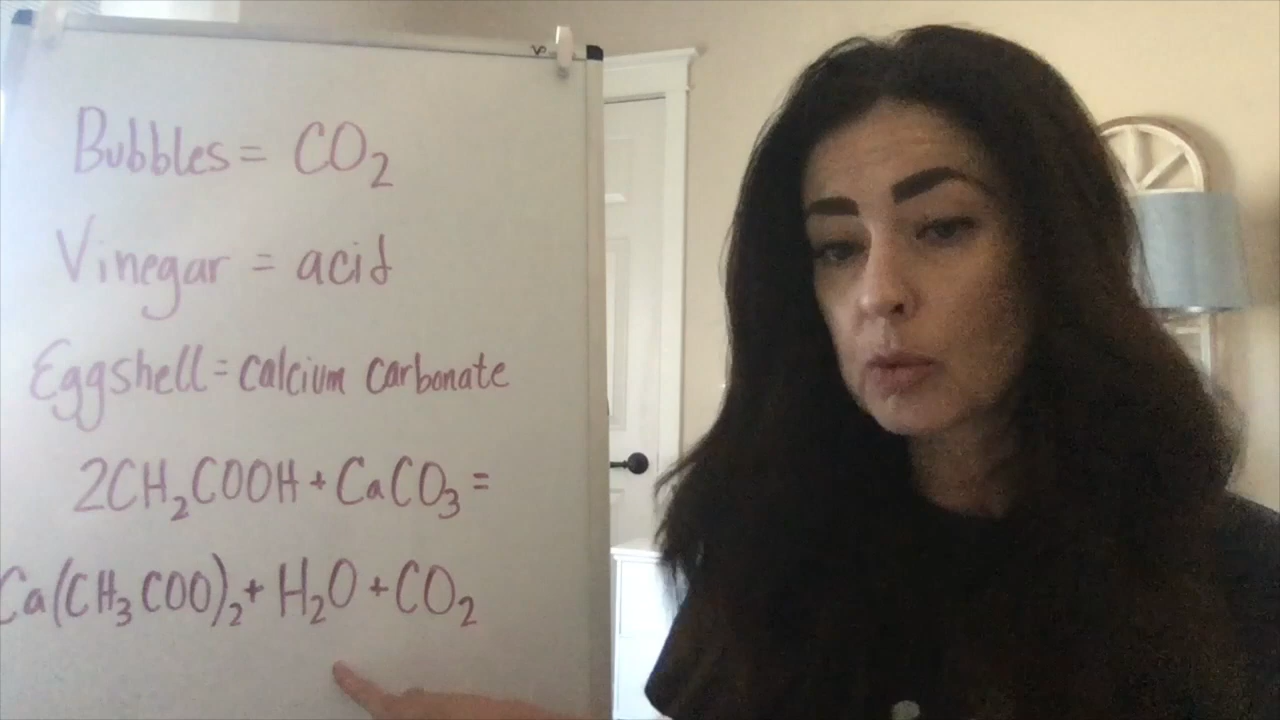 Bubbles = CO₂
Vinegar = acid
Eggshell = calcium carbonate
2CH₂COOH + CaCO₃ =
Ca(CH₃COO)₂ + H₂O + CO₂